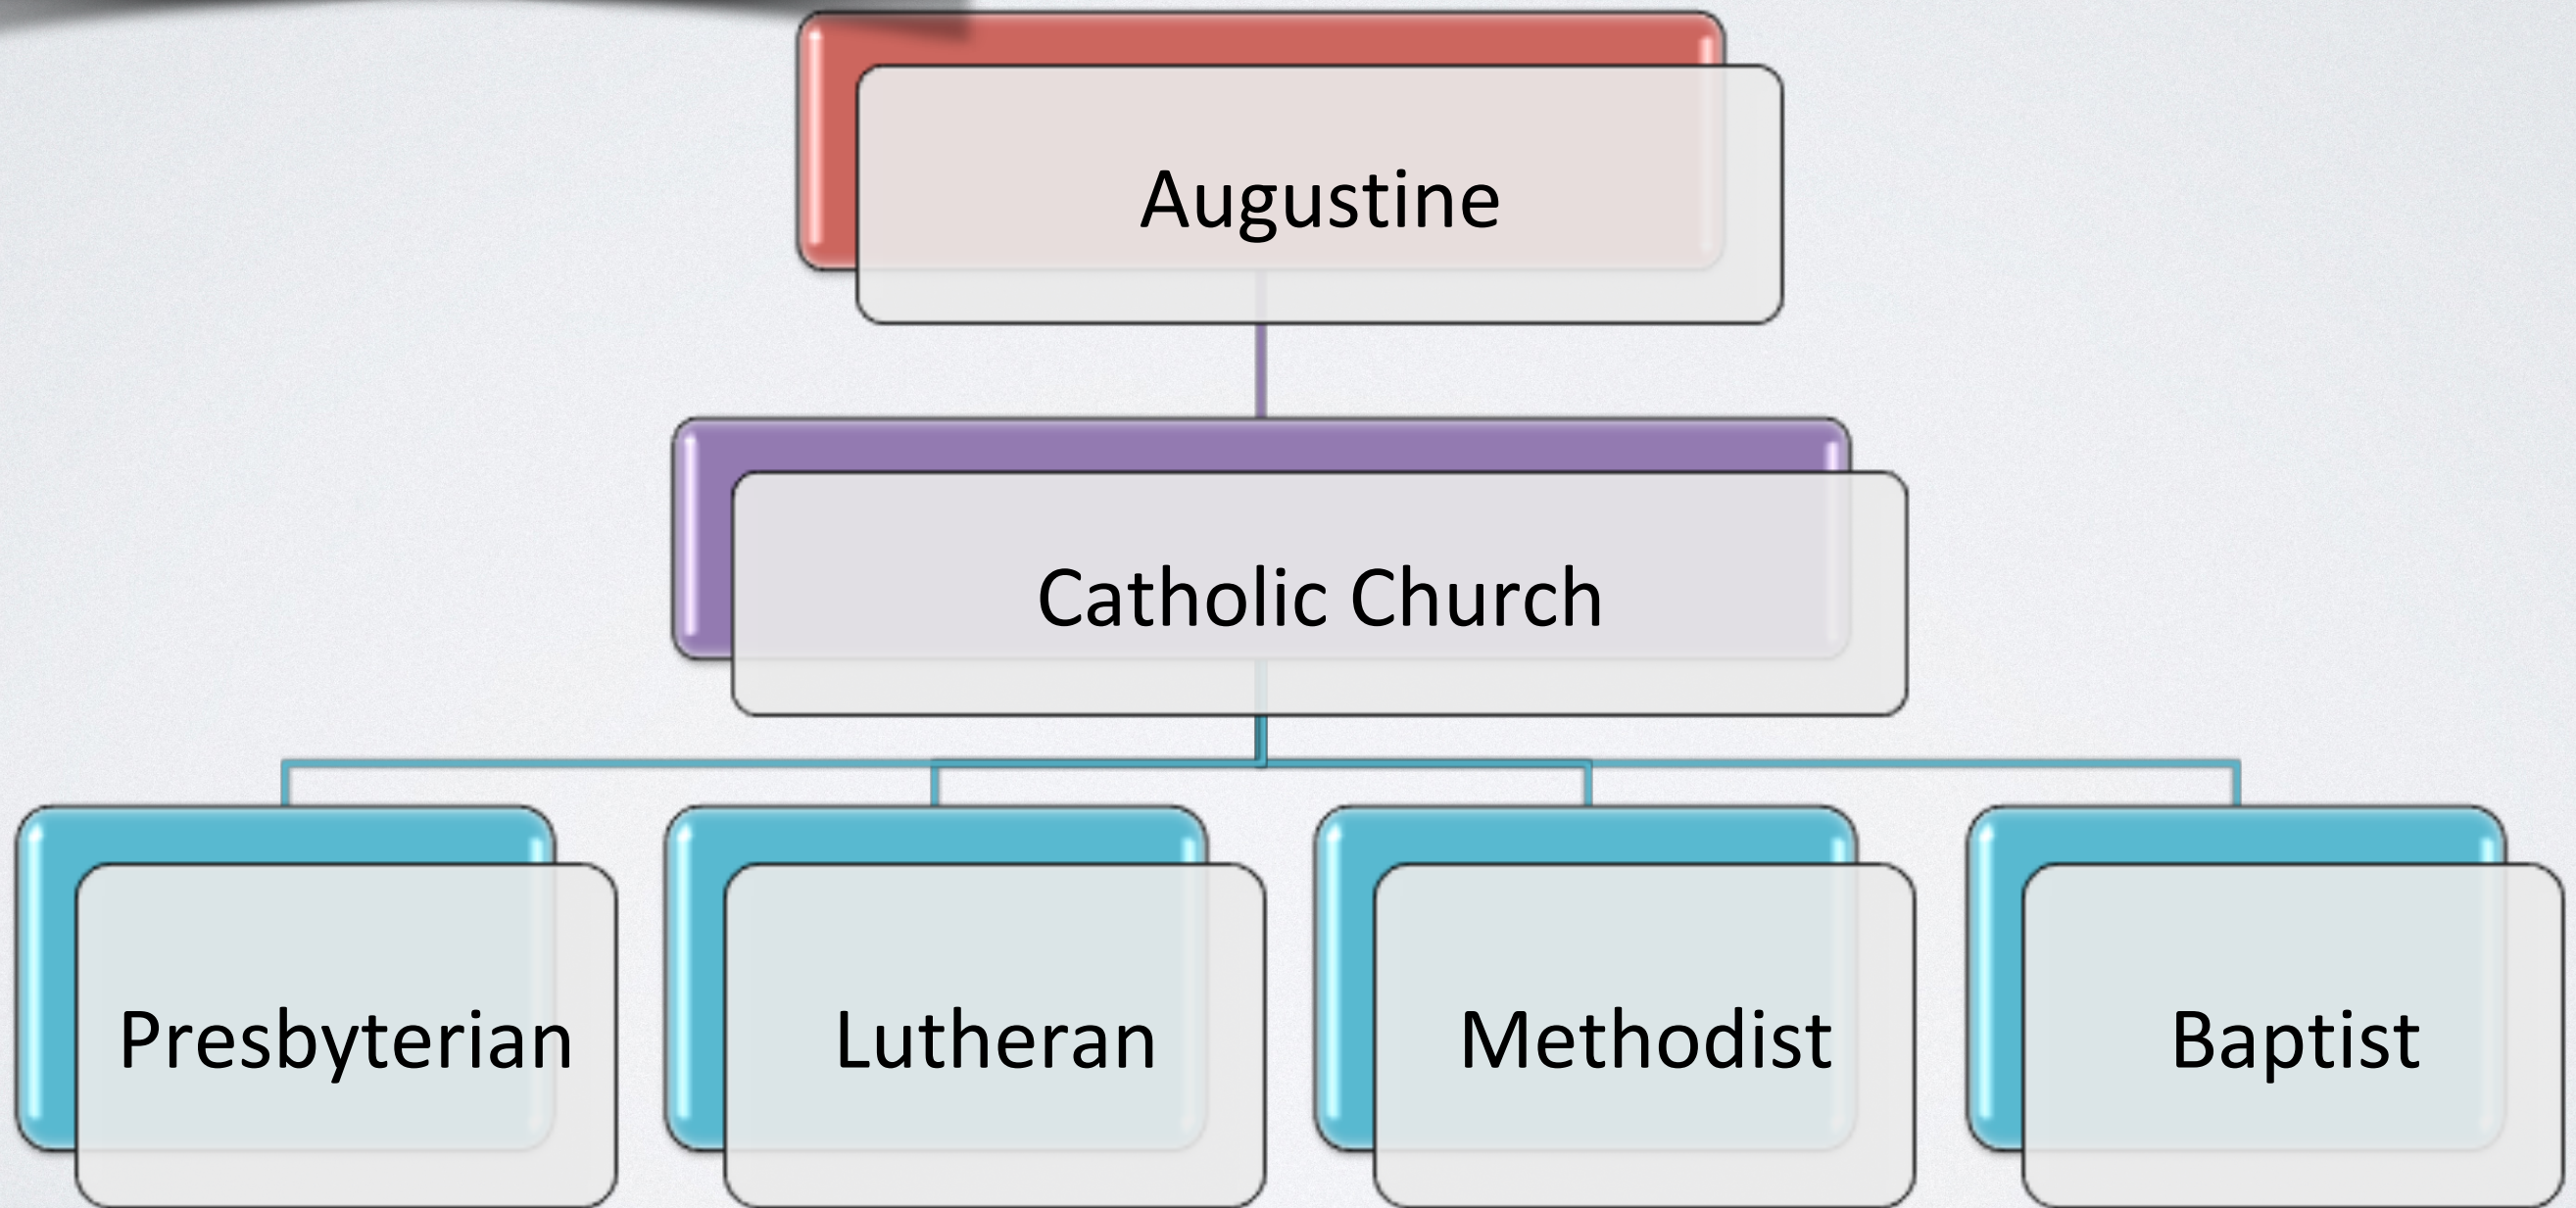 Augustine
Catholic Church
Presbyterian
Lutheran
Methodist
Baptist